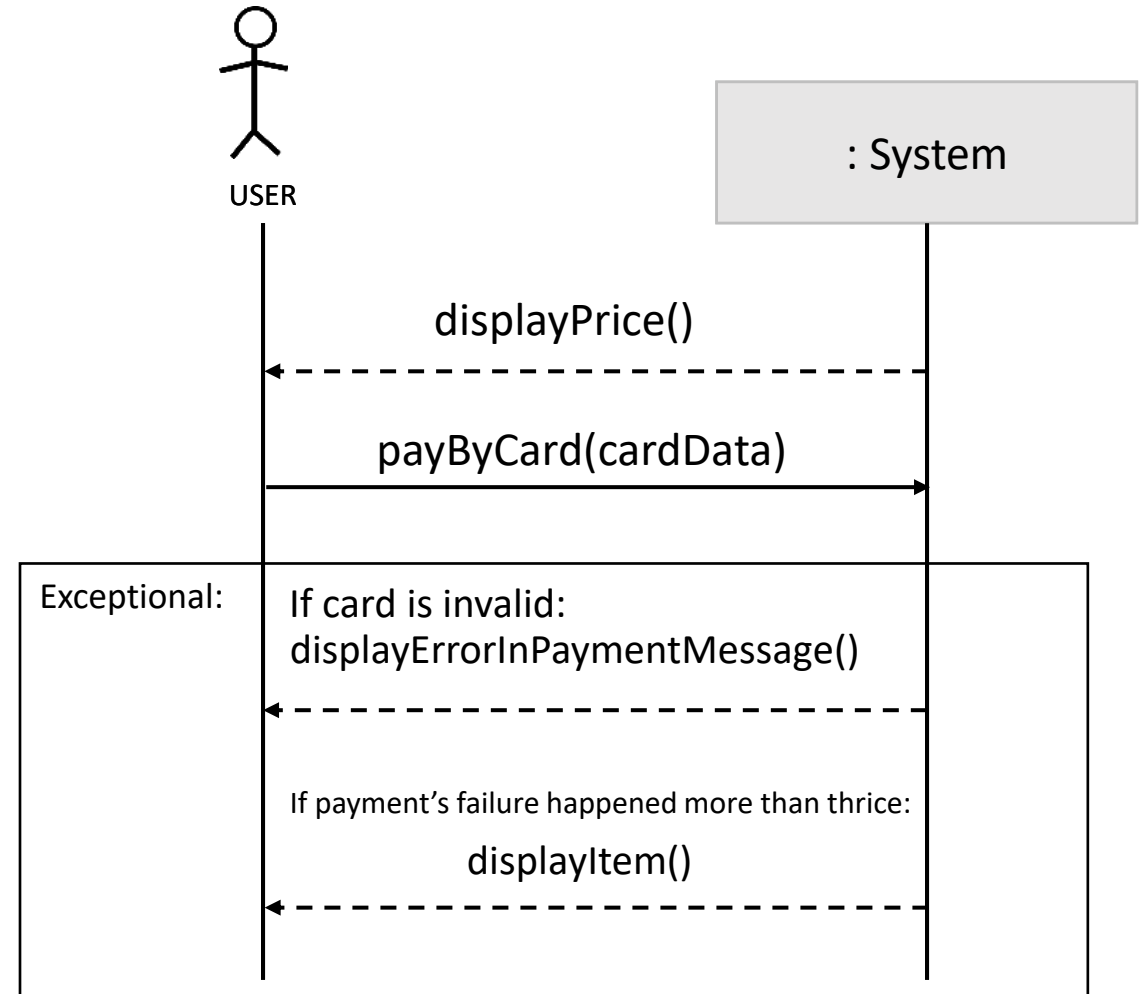 USER
: System
displayPrice()
payByCard(cardData)
Exceptional:
If card is invalid:
displayErrorInPaymentMessage()
If payment’s failure happened more than thrice:
displayItem()